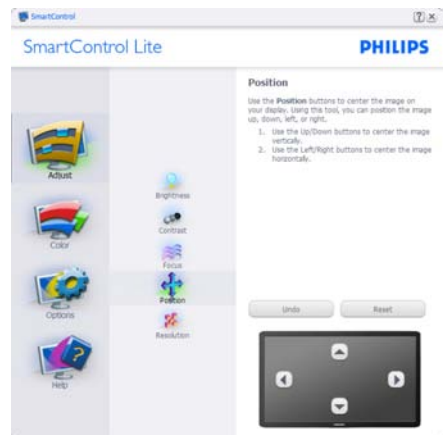 SmartControl
SmartControl Lite
PHILIPS
Adjust
Color
Options
Help
Brightness
Contrast
Focus
Position
Resolution
Position
Use the Position buttons to center the image on
your display. Using this tool, you can position the image
up, down, left, or right.
1. Use the Up/Down buttons to center the image
vertically.
2. Use the Left/Right buttons to center the image
horizontally.
Undo
Reset